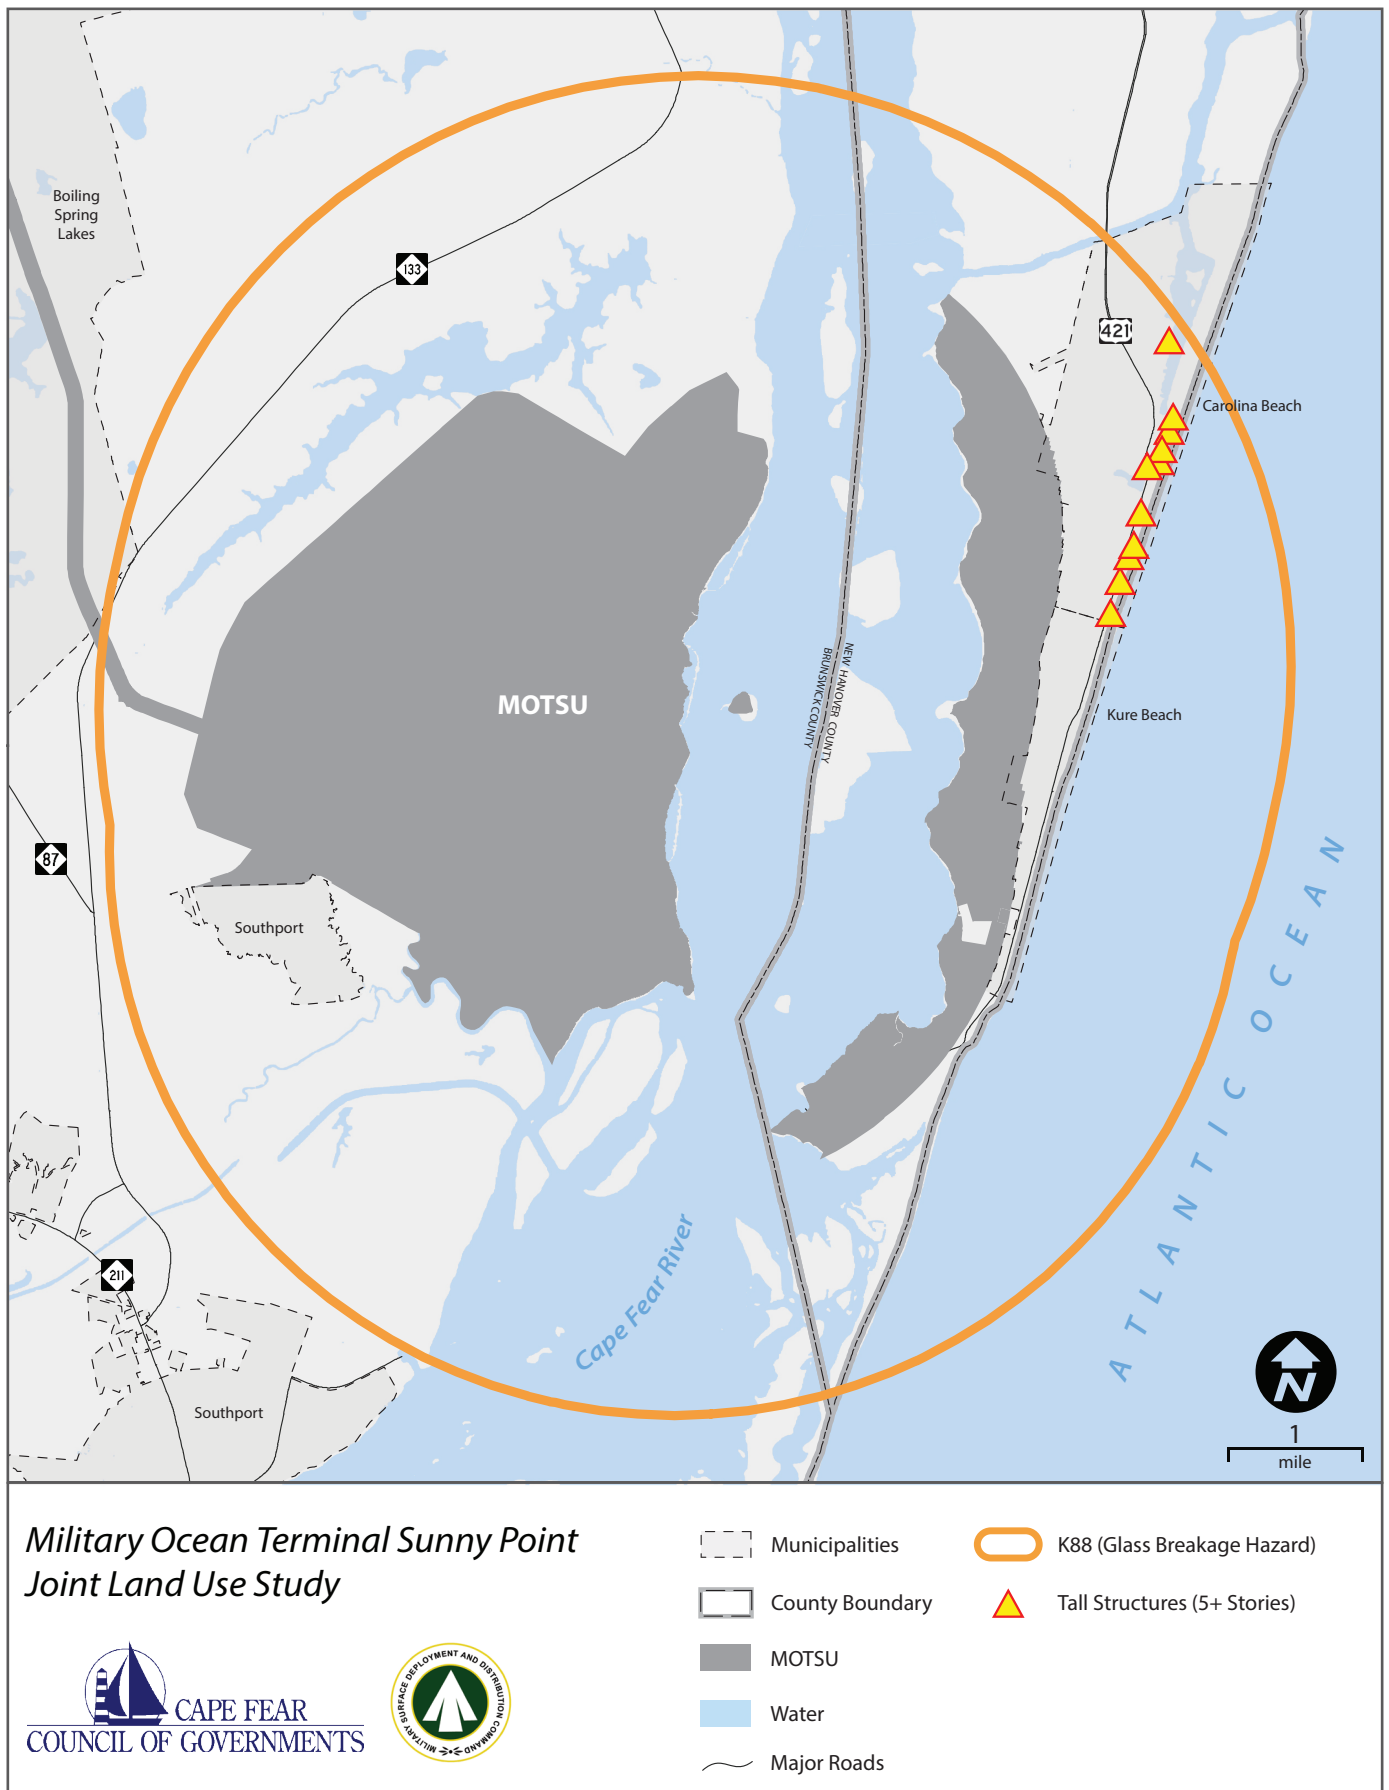 Boiling
Spring
Lakes
133
421
Carolina Beach
MOTSU
BRUNSWICK COUNTY
NEW HANOVER COUNTY
Kure Beach
87
Southport
ATLANTIC OCEAN
Cape Fear River
211
Southport
N
1
mile
Military Ocean Terminal Sunny Point
Joint Land Use Study
CAPE FEAR
COUNCIL OF GOVERNMENTS
MILITARY SURFACE DEPLOYMENT AND DISTRIBUTION COMMAND
Municipalities
County Boundary
MOTSU
Water
Major Roads
K88 (Glass Breakage Hazard)
Tall Structures (5+ Stories)